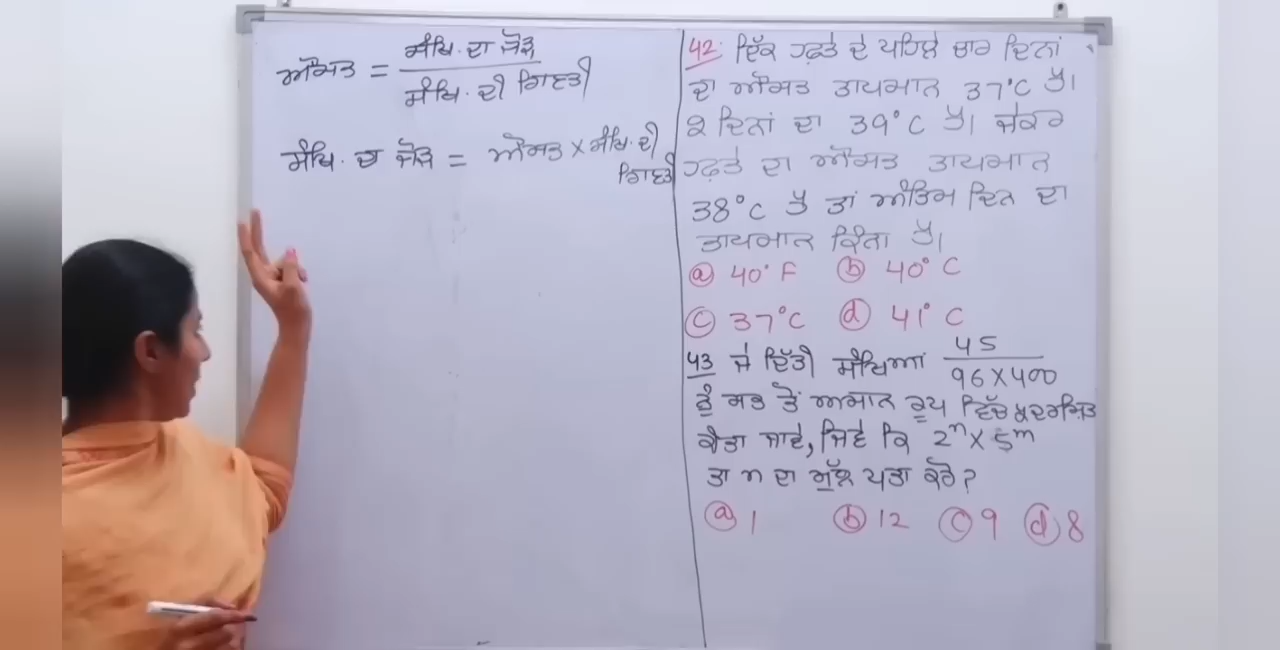 ਔਸਤ = ਸੰਖਿ. ਦਾ ਜੋੜ / ਸੰਖਿ. ਦੀ ਗਿਣਤੀ
ਸੰਖਿ. ਦਾ ਜੋੜ = ਔਸਤ × ਸੰਖਿ. ਦੀ
ਗਿਣਤੀ
42. ਇੱਕ ਹਫ਼ਤੇ ਦੇ ਪਹਿਲੇ ਚਾਰ ਦਿਨਾਂ
ਦਾ ਔਸਤ ਤਾਪਮਾਨ 37°C ਹੈ।
2 ਦਿਨਾਂ ਦਾ 39°C ਹੈ। ਜੇਕਰ
ਹਫ਼ਤੇ ਦਾ ਔਸਤ ਤਾਪਮਾਨ
38°C ਹੈ ਤਾਂ ਅੰਤਿਮ ਦਿਨ ਦਾ
ਤਾਪਮਾਨ ਕਿੰਨਾ ਹੈ।
ⓐ 40°F ⓑ 40°C
ⓒ 37°C ⓓ 41°C
43 ਜੇ ਦਿੱਤੀ ਸੰਖਿਆ 45 / 96×400
ਨੂੰ ਸਭ ਤੋਂ ਅਸਾਨ ਰੂਪ ਵਿੱਚ ਪ੍ਰਦਰਸ਼ਿਤ
ਕੀਤਾ ਜਾਵੇ, ਜਿਵੇਂ ਕਿ 2ⁿ × 5ᵐ
ਤਾ n ਦਾ ਮੁੱਲ ਪਤਾ ਕਰੋ?
ⓐ 1 ⓑ 12 ⓒ 9 ⓓ 8